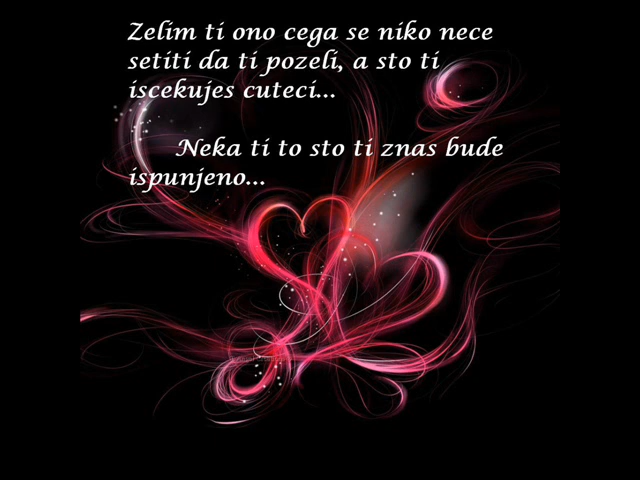 Zelim ti ono cega se niko nece
setiti da ti pozeli, a sto ti
iscekujes cuteci...
Neka ti to sto ti znas bude
ispunjeno...